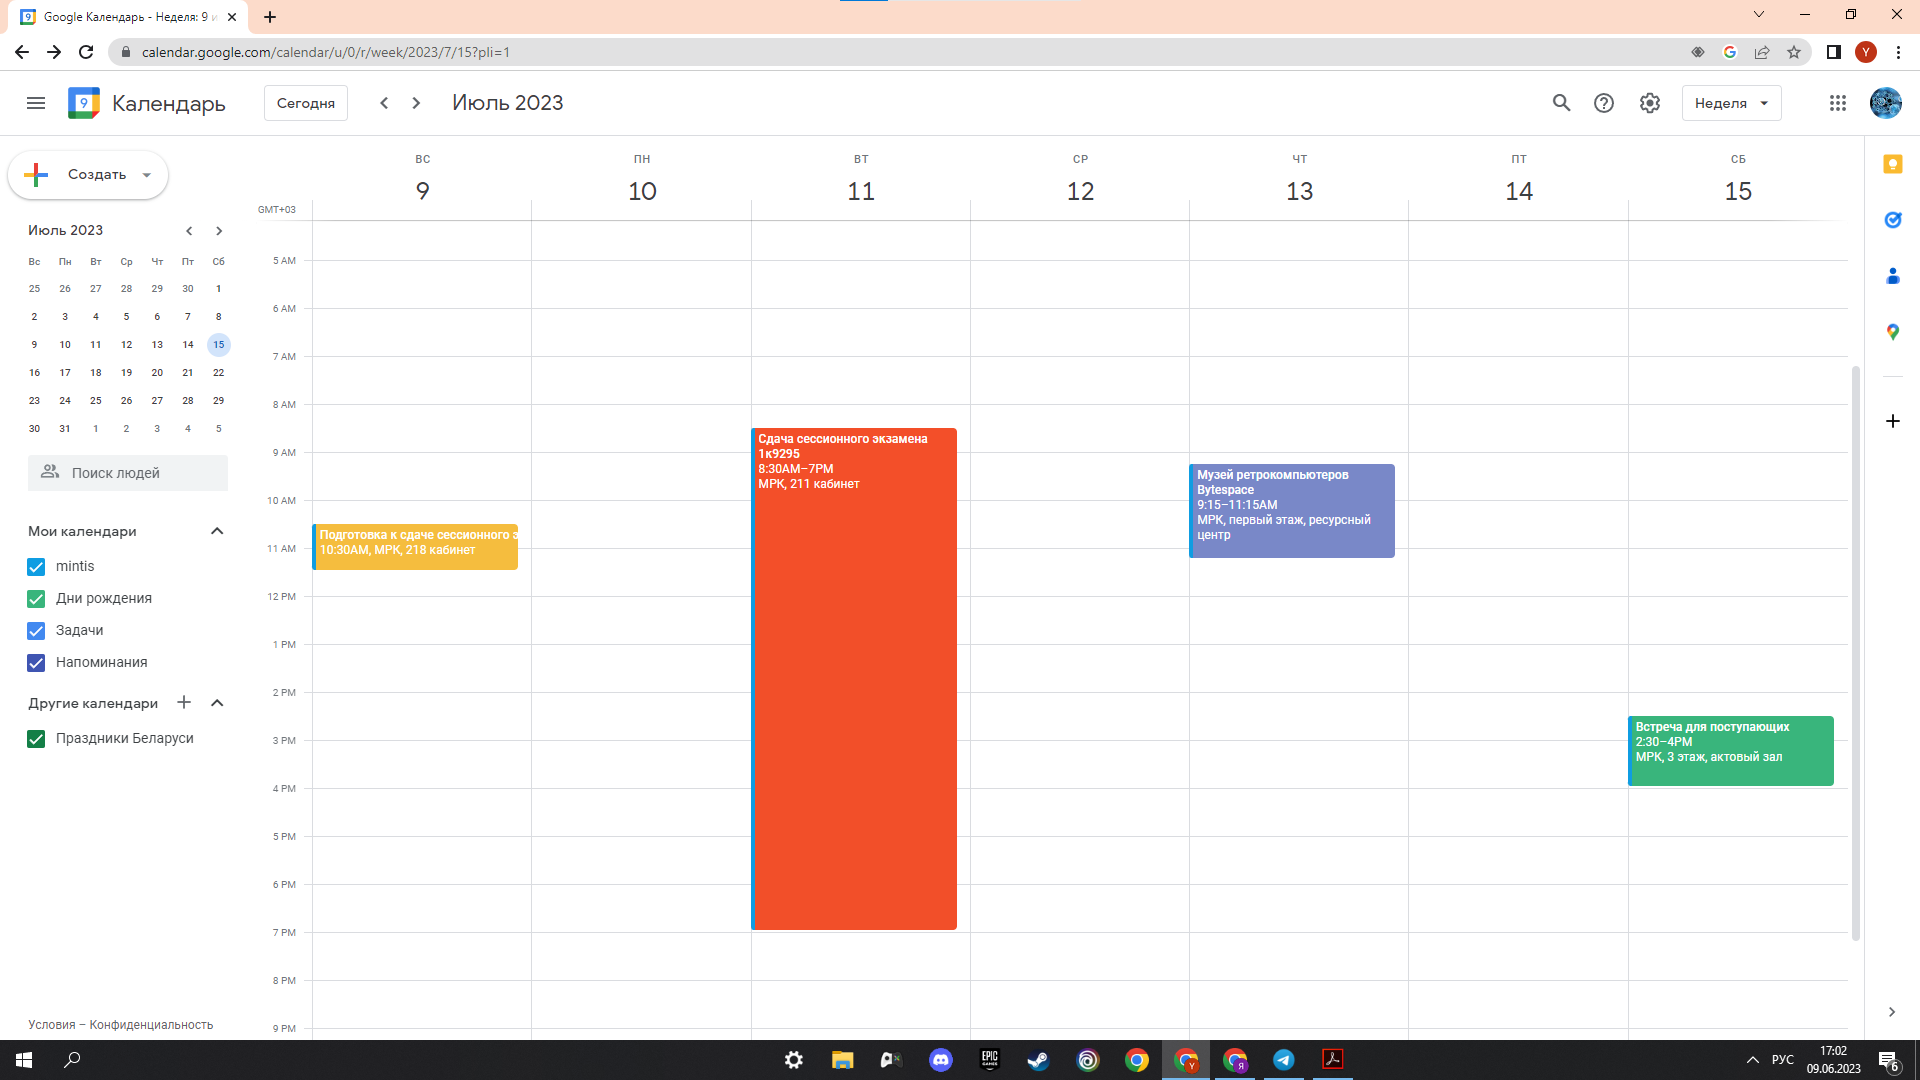 Google Календарь - Неделя: 9 и
calendar.google.com/calendar/u/0/r/week/2023/7/15?pli=1
Y
9
Календарь
Сегодня
Июль 2023
Неделя
Создать
Июль 2023
Вс Пн Вт Ср Чт Пт Сб
25 26 27 28 29 30 1
2 3 4 5 6 7 8
9 10 11 12 13 14 15
16 17 18 19 20 21 22
23 24 25 26 27 28 29
30 31 1 2 3 4 5
Поиск людей
Мои календари
mintis
Дни рождения
Задачи
Напоминания
Другие календари
Праздники Беларуси
Условия – Конфиденциальность
ВС ПН ВТ СР ЧТ ПТ СБ
9 10 11 12 13 14 15
GMT+03
5 AM
6 AM
7 AM
8 AM
9 AM
10 AM
11 AM
12 PM
1 PM
2 PM
3 PM
4 PM
5 PM
6 PM
7 PM
8 PM
9 PM
Подготовка к сдаче сессионного э
10:30AM, МРК, 218 кабинет
Сдача сессионного экзамена
1к9295
8:30AM–7PM
МРК, 211 кабинет
Музей ретрокомпьютеров
Bytespace
9:15–11:15AM
МРК, первый этаж, ресурсный
центр
Встреча для поступающих
2:30–4PM
МРК, 3 этаж, актовый зал
EPIC
GAMES
Y
Я
РУС
17:02
09.06.2023
6